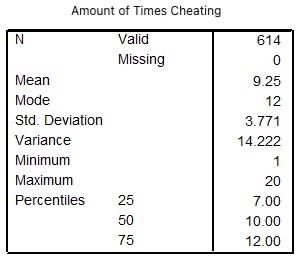 Amount of Times Cheating
N Valid 614
Missing 0
Mean 9.25
Mode 12
Std. Deviation 3.771
Variance 14.222
Minimum 1
Maximum 20
Percentiles 25 7.00
50 10.00
75 12.00